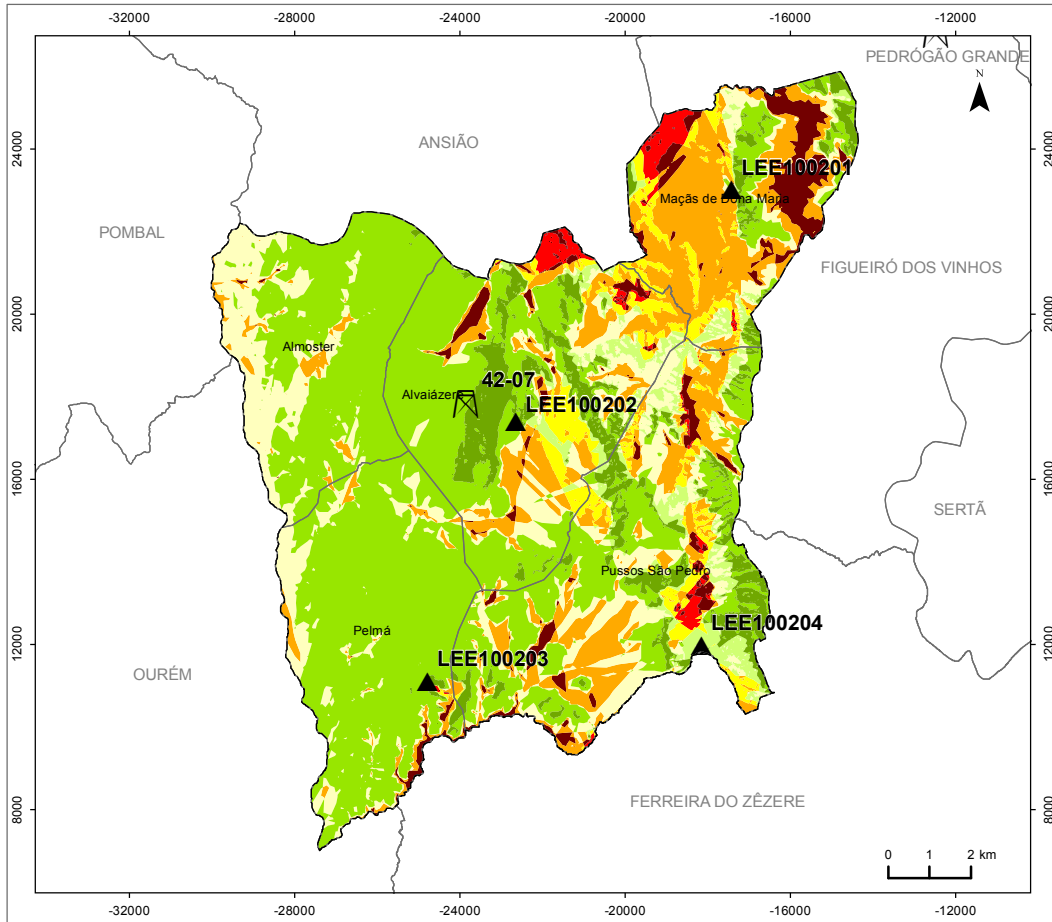 -32000 -28000 -24000 -20000 -16000 -12000
PEDRÓGÃO GRANDE
N
ANSIÃO
24000 24000
LEE100201
Maçãs de Dona Maria
POMBAL
FIGUEIRÓ DOS VINHOS
20000 20000
Almoster
42-07
Alvaiázere
LEE100202
16000 16000
SERTÃ
Pussos São Pedro
LEE100204
Pelmá
12000 12000
LEE100203
OURÉM
FERREIRA DO ZÊZERE
8000 8000
0 1 2 km
-32000 -28000 -24000 -20000 -16000 -12000